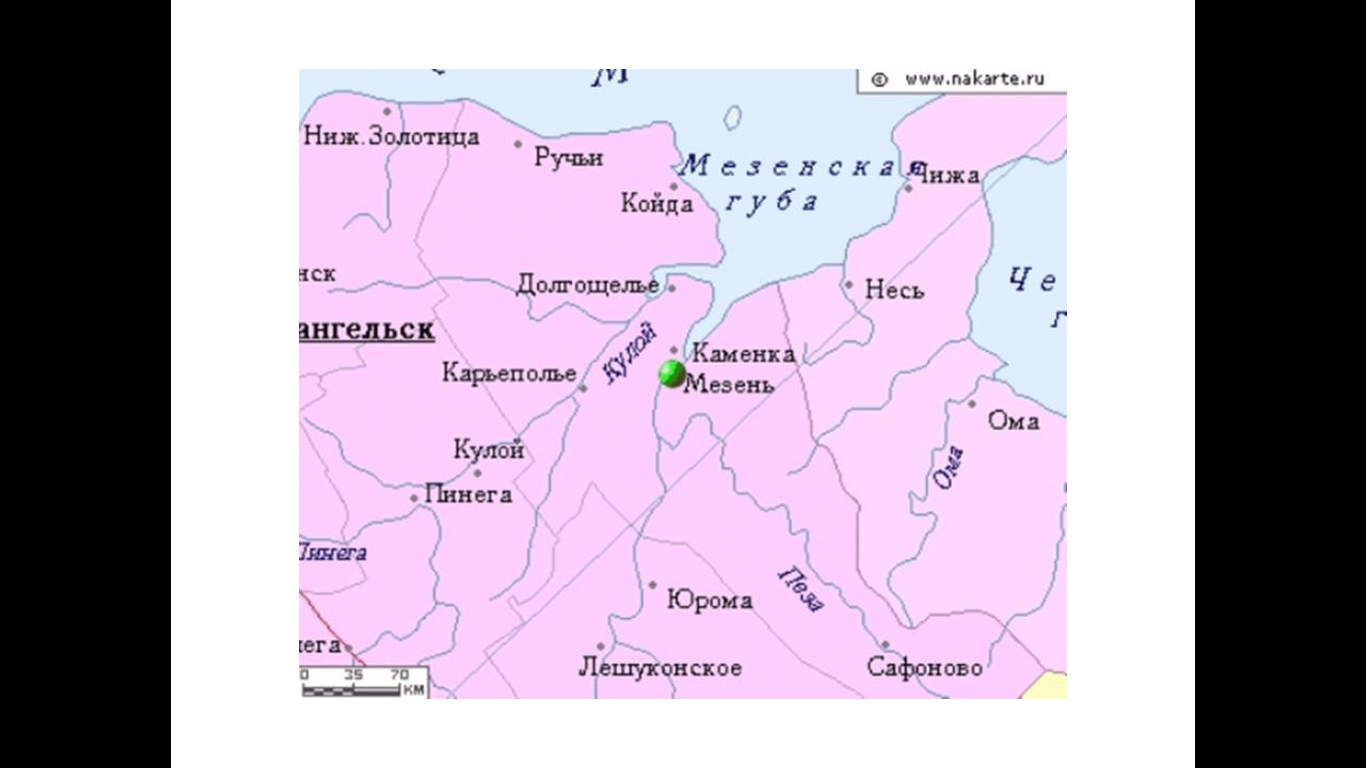 М
© www.nakarte.ru
Ниж.Золотица
Ручьи
Мезенская
губа
Чижа
Койда
нск
Долгощелье
Несь
Че
г
ангельск
Кулой
Каменка
Карьеполье
Мезень
Ома
Кулой
Ома
Пинега
Пинега
Пеза
Юрома
нега
Лешуконское
Сафоново
0 35 70
КМ